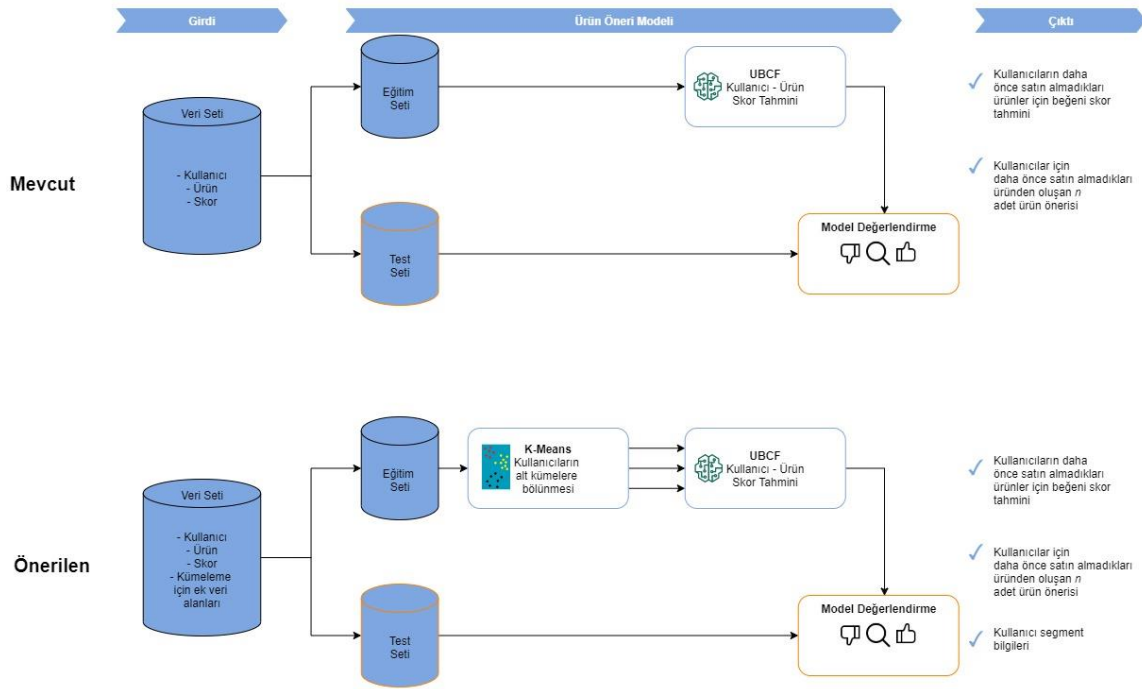 Girdi
Ürün Öneri Modeli
Çıktı
Mevcut
Veri Seti
- Kullanıcı
- Ürün
- Skor
Eğitim
Seti
Test
Seti
UBCF
Kullanıcı - Ürün
Skor Tahmini
Model Değerlendirme
Kullanıcıların daha
önce satın almadıkları
ürünler için beğeni skor
tahmini
Kullanıcılar için
daha önce satın almadıkları
üründen oluşan n
adet ürün önerisi
Önerilen
Veri Seti
- Kullanıcı
- Ürün
- Skor
- Kümeleme
için ek veri
alanları
Eğitim
Seti
Test
Seti
K-Means
Kullanıcıların
alt kümelere
bölünmesi
UBCF
Kullanıcı - Ürün
Skor Tahmini
Model Değerlendirme
Kullanıcıların daha
önce satın almadıkları
ürünler için beğeni skor
tahmini
Kullanıcılar için
daha önce satın almadıkları
üründen oluşan n
adet ürün önerisi
Kullanıcı segment
bilgileri